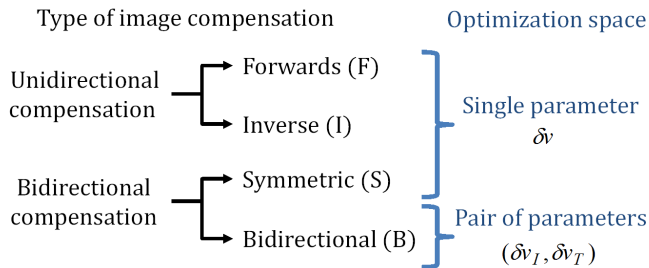 Type of image compensation
Optimization space
Unidirectional
compensation
Forwards (F)
Inverse (I)
Single parameter
δv
Bidirectional
compensation
Symmetric (S)
Bidirectional (B)
Pair of parameters
(δv_I, δv_T)